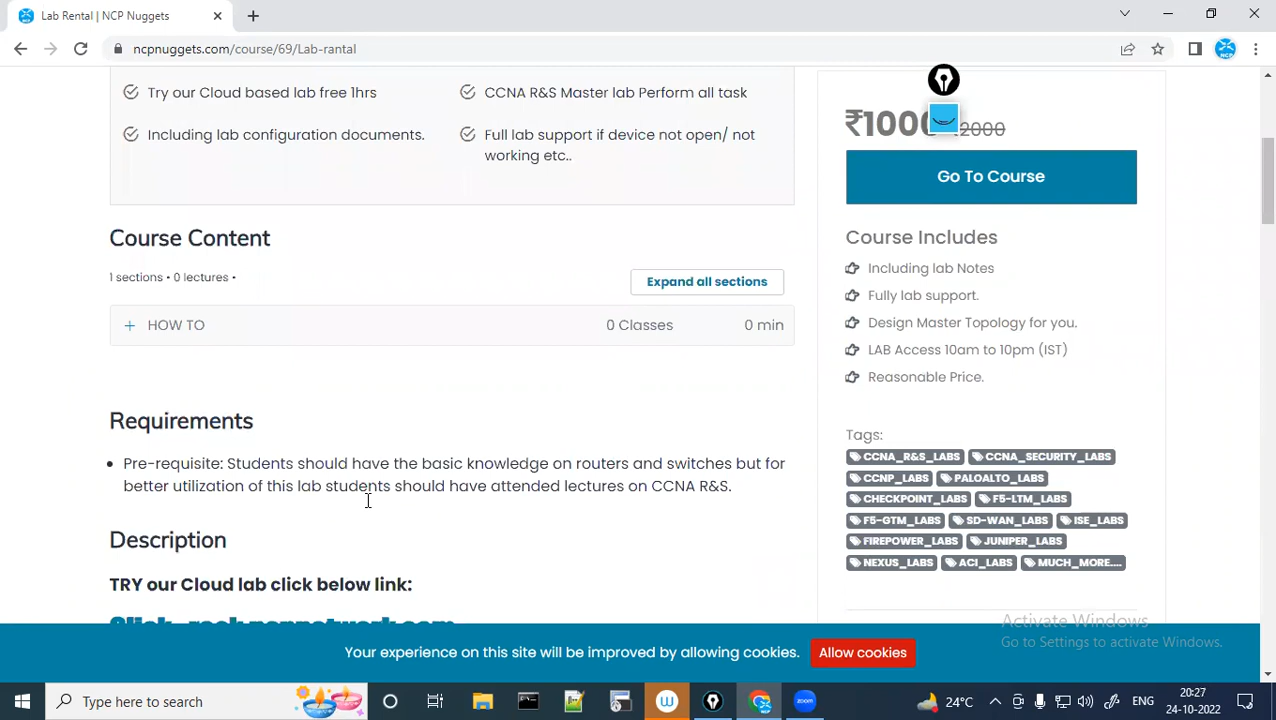 Lab Rental | NCP Nuggets
ncpnuggets.com/course/69/Lab-rantal
NCP
Try our Cloud based lab free 1hrs
CCNA R&S Master lab Perform all task
Including lab configuration documents.
Full lab support if device not open/ not
working etc..
₹1000 ₹2000
Go To Course
Course Content
1 sections • 0 lectures •
Expand all sections
HOW TO
0 Classes
0 min
Course Includes
Including lab Notes
Fully lab support.
Design Master Topology for you.
LAB Access 10am to 10pm (IST)
Reasonable Price.
Requirements
Pre-requisite: Students should have the basic knowledge on routers and switches but for
better utilization of this lab students should have attended lectures on CCNA R&S.
Tags:
CCNA_R&S_LABS
CCNA_SECURITY_LABS
CCNP_LABS
PALOALTO_LABS
CHECKPOINT_LABS
F5-LTM_LABS
F5-GTM_LABS
SD-WAN_LABS
ISE_LABS
FIREPOWER_LABS
JUNIPER_LABS
NEXUS_LABS
ACI_LABS
MUCH_MORE....
Description
TRY our Cloud lab click below link:
Activate Windows
Go to Settings to activate Windows.
Your experience on this site will be improved by allowing cookies.
Allow cookies
Type here to search
zoom
24°C
ENG
20:27
24-10-2022